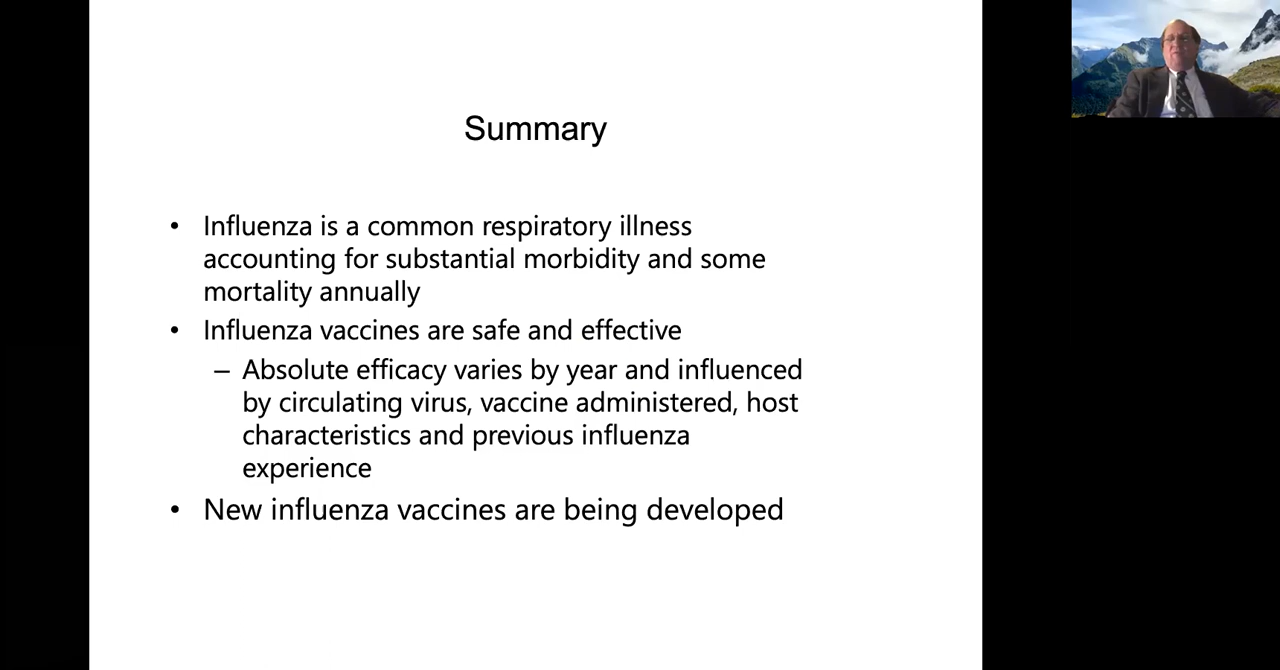 Summary
• Influenza is a common respiratory illness
accounting for substantial morbidity and some
mortality annually
• Influenza vaccines are safe and effective
– Absolute efficacy varies by year and influenced
by circulating virus, vaccine administered, host
characteristics and previous influenza
experience
• New influenza vaccines are being developed